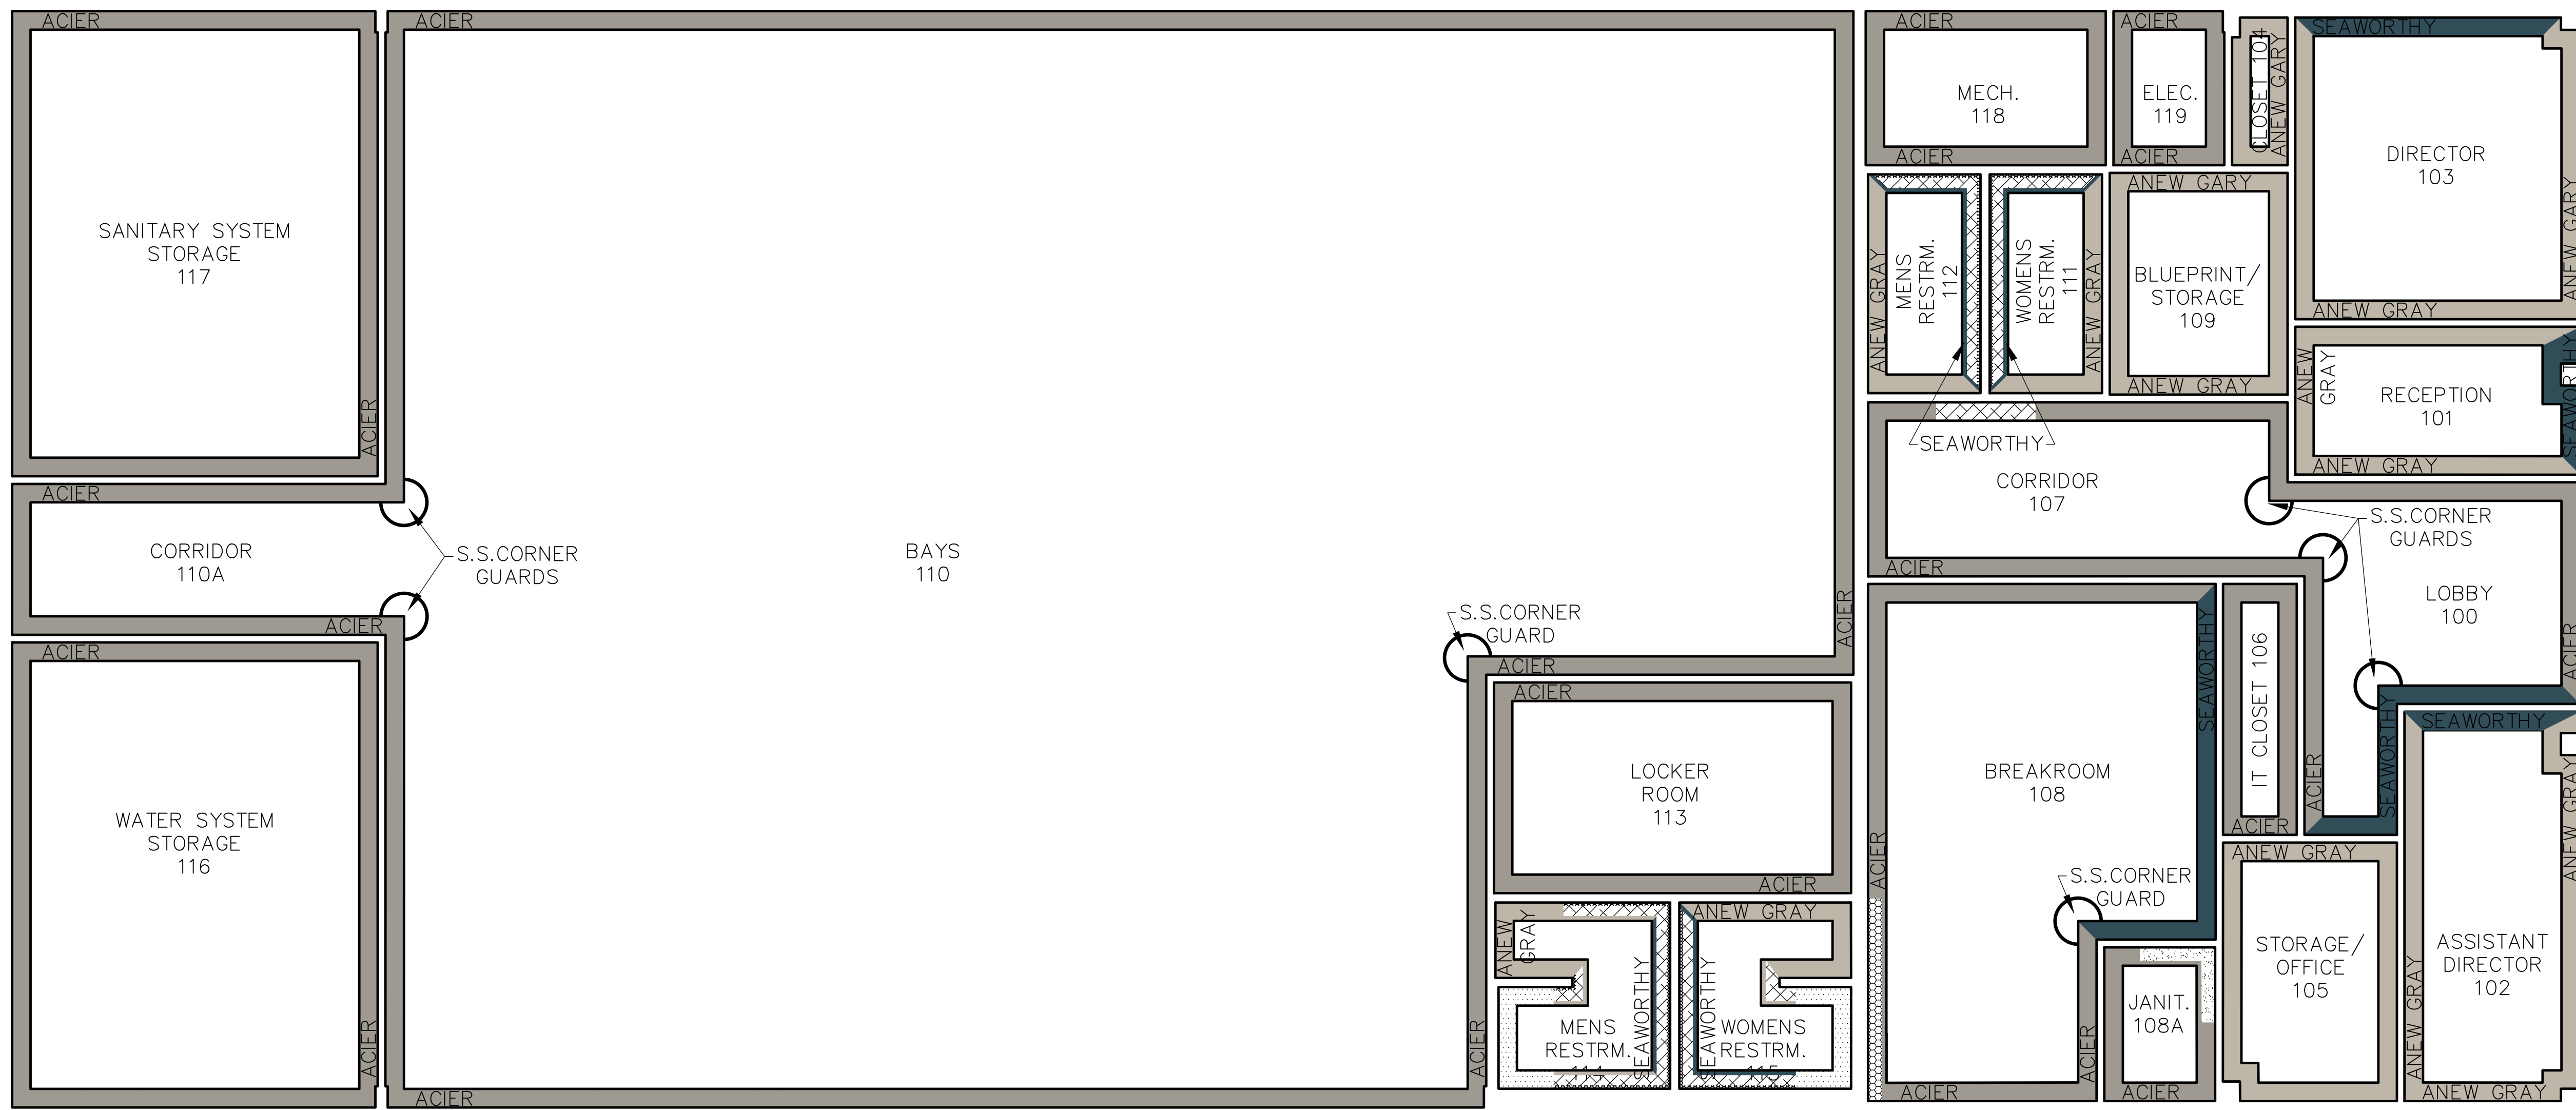 ACIER
SANITARY SYSTEM
STORAGE
117
ACIER
ACIER
CORRIDOR
110A
ACIER
S.S.CORNER
GUARDS
ACIER
WATER SYSTEM
STORAGE
116
ACIER
ACIER
BAYS
110
ACIER
S.S.CORNER
GUARD
ACIER
ACIER
ACIER
ACIER
LOCKER
ROOM
113
ACIER
ANEW
GRAY
MENS
RESTRM.
114
SEAWORTHY
ANEW GRAY
SEAWORTHY
WOMENS
RESTRM.
115
ACIER
MECH.
118
ACIER
ACIER
ELEC.
119
ACIER
CLOSET 104
ANEW GARY
SEAWORTHY
DIRECTOR
103
ANEW GARY
ANEW GRAY
ANEW GRAY
MENS
RESTRM.
112
WOMENS
RESTRM.
111
ANEW GRAY
SEAWORTHY
ANEW GARY
BLUEPRINT/
STORAGE
109
ANEW GRAY
ANEW
GRAY
RECEPTION
101
SEAWORTHY
ANEW GRAY
CORRIDOR
107
ACIER
S.S.CORNER
GUARDS
LOBBY
100
ACIER
SEAWORTHY
ACIER
SEAWORTHY
BREAKROOM
108
ACIER
S.S.CORNER
GUARD
ACIER
ACIER
IT CLOSET 106
ACIER
JANIT.
108A
ACIER
ANEW GRAY
STORAGE/
OFFICE
105
SEAWORTHY
ANEW GRAY
ASSISTANT
DIRECTOR
102
ANEW GRAY
ANEW GRAY